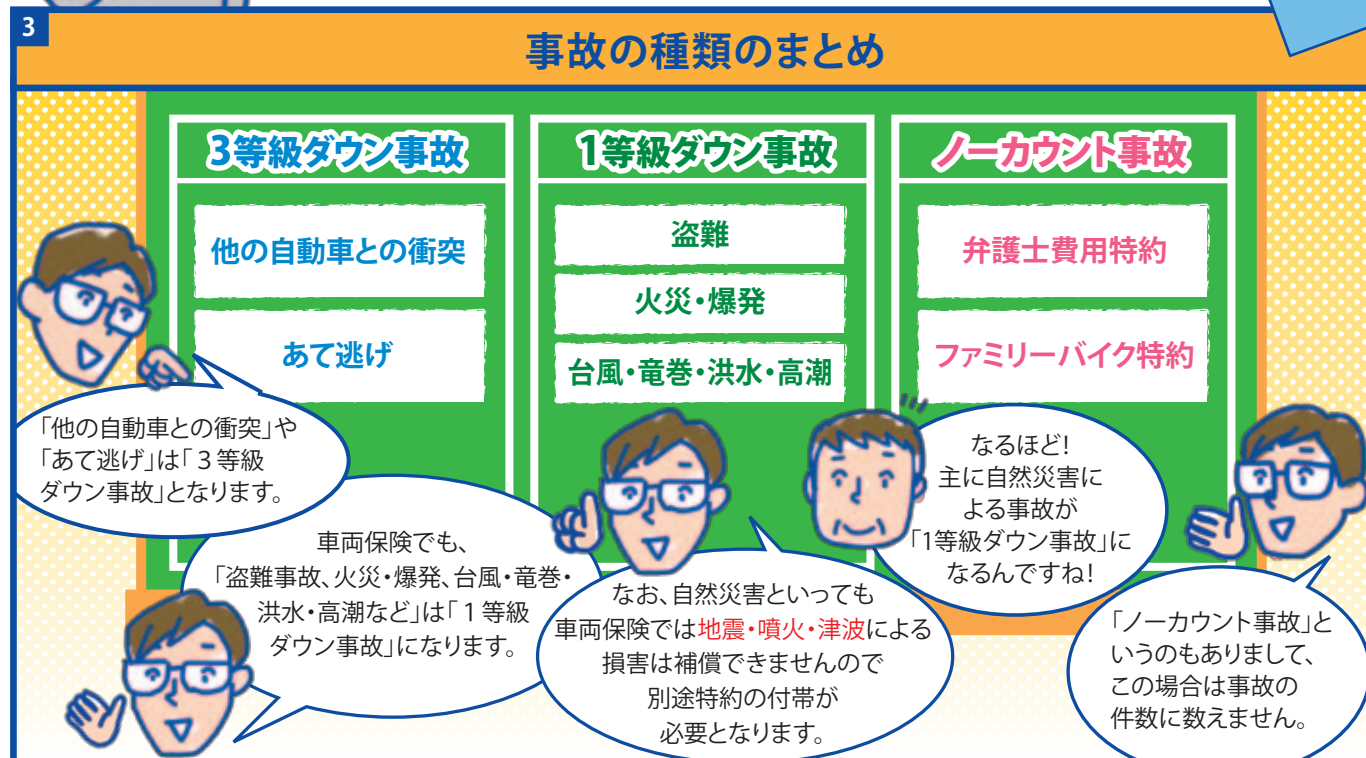 3
事故の種類のまとめ
3等級ダウン事故
他の自動車との衝突
あて逃げ
1等級ダウン事故
盗難
火災・爆発
台風・竜巻・洪水・高潮
ノーカウント事故
弁護士費用特約
ファミリーバイク特約
「他の自動車との衝突」や
「あて逃げ」は「３等級
ダウン事故」となります。
車両保険でも、
「盗難事故、火災・爆発、台風・竜巻・
洪水・高潮など」は「１等級
ダウン事故」になります。
なお、自然災害といっても
車両保険では地震・噴火・津波による
損害は補償できませんので
別途特約の付帯が
必要となります。
なるほど!
主に自然災害に
よる事故が
「1等級ダウン事故」に
なるんですね!
「ノーカウント事故」と
いうのもありまして、
この場合は事故の
件数に数えません。